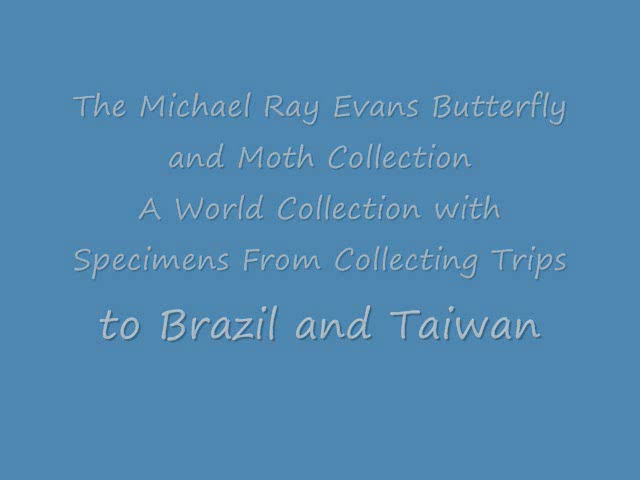 The Michael Ray Evans Butterfly
and Moth Collection
A World Collection with
Specimens From Collecting Trips
to Brazil and Taiwan